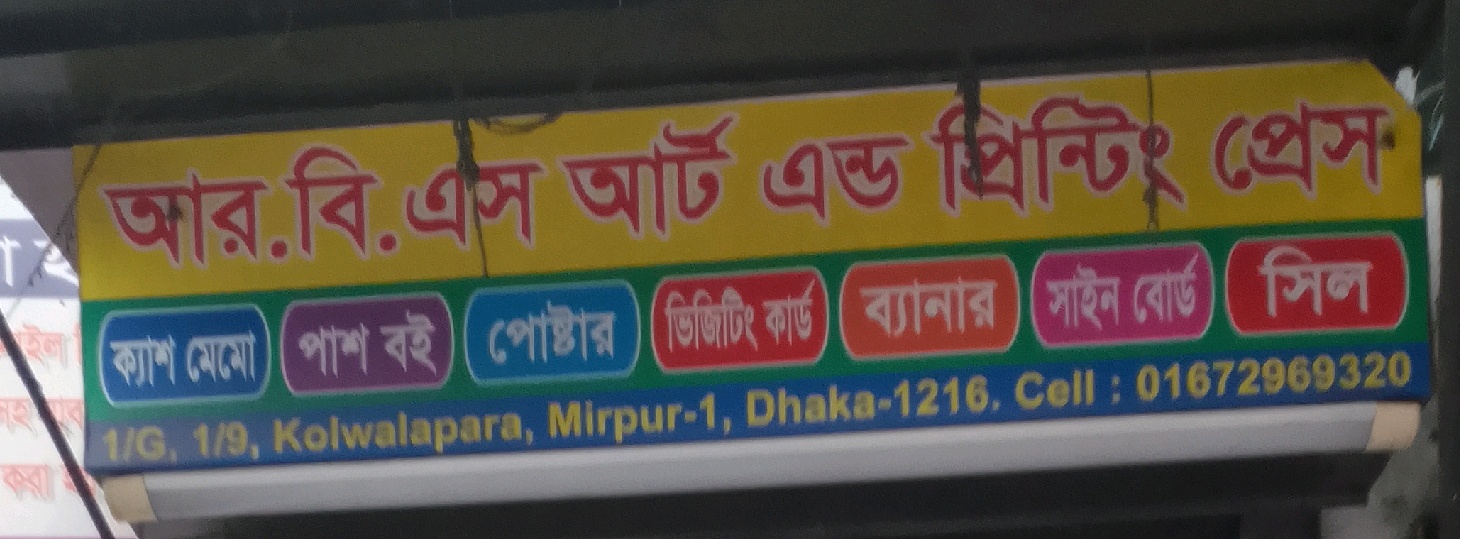 আর.বি.এস আর্ট এন্ড প্রিন্টিং প্রেস
ক্যাশ মেমো পাশ বই পোষ্টার ভিজিটিং কার্ড ব্যানার সাইন বোর্ড সিল
1/G, 1/9, Kolwalapara, Mirpur-1, Dhaka-1216. Cell : 01672969320